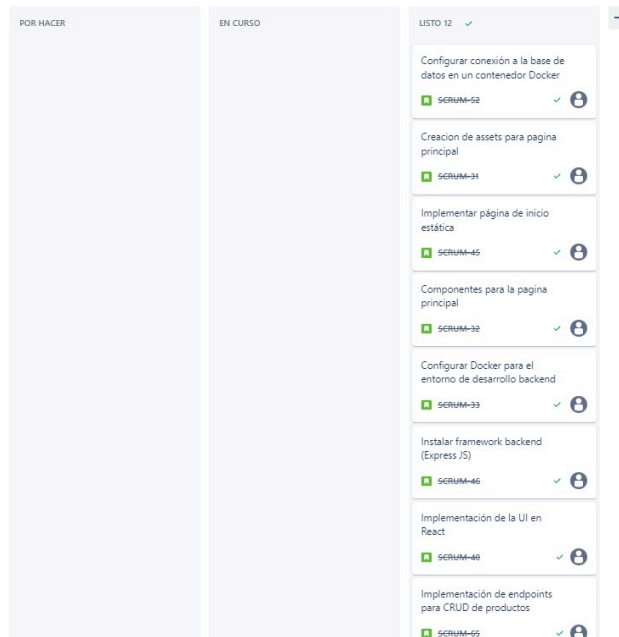 POR HACER
EN CURSO
LISTO 12
Configurar conexión a la base de
datos en un contenedor Docker
SCRUM-52
Creacion de assets para pagina
principal
SCRUM-31
Implementar página de inicio
estática
SCRUM-45
Componentes para la pagina
principal
SCRUM-32
Configurar Docker para el
entorno de desarrollo backend
SCRUM-33
Instalar framework backend
(Express JS)
SCRUM-46
Implementación de la UI en
React
SCRUM-40
Implementación de endpoints
para CRUD de productos
SCRUM-65